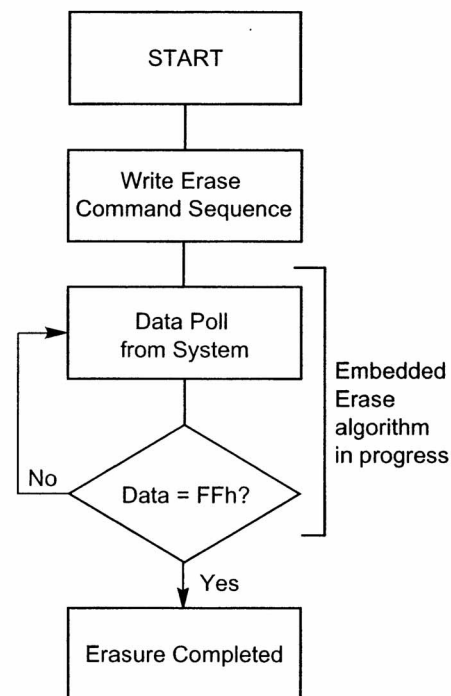 START
Write Erase
Command Sequence
Data Poll
from System
Embedded
Erase
algorithm
in progress
No
Data = FFh?
Yes
Erasure Completed